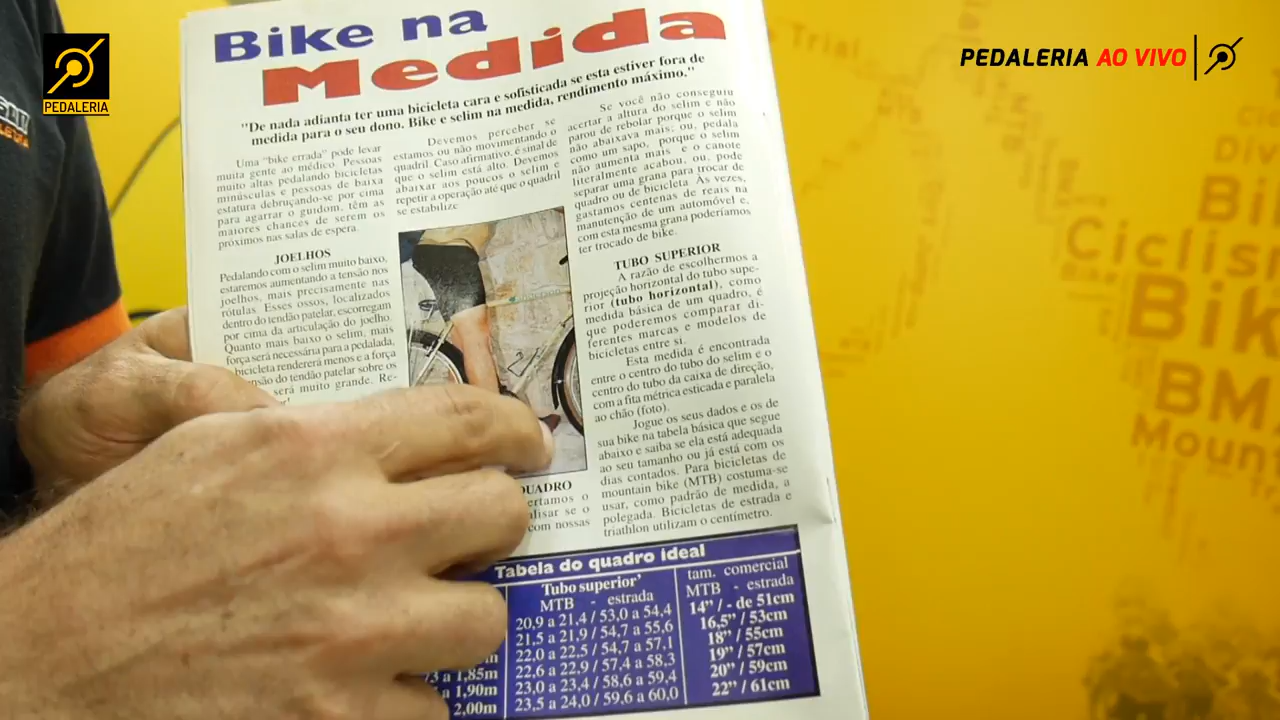 PEDALERIA
PEDALERIA AO VIVO
Bike na
Medida
"De nada adianta ter uma bicicleta cara e sofisticada se esta estiver fora de
medida para o seu dono. Bike e selim na medida, rendimento máximo."
Uma "bike errada" pode levar
muita gente ao médico. Pessoas
muito altas pedalando bicicletas
minúsculas e pessoas de baixa
estatura debruçando-se por cima
para agarrar o guidom, têm as
maiores chances de serem os
próximos nas salas de espera.
JOELHOS
Pedalando com o selim muito baixo,
estaremos aumentando a tensão nos
joelhos, mais precisamente nas
rótulas. Esses ossos, localizados
dentro do tendão patelar, escorregam
por cima da articulação do joelho.
Quanto mais baixo o selim, mais
força será necessária para a pedalada,
bicicleta renderá menos e a força
nsão do tendão patelar sobre os
será muito grande. Re-
Devemos perceber se
estamos ou não movimentando o
quadril. Caso afirmativo, é sinal de
que o selim está alto. Devemos
abaixar aos poucos o selim e
repetir a operação até que o quadril
se estabilize
QUADRO
ertamos o
alisar se o
com nossas
Se você não conseguiu
acertar a altura do selim e não
parou de rebolar porque o selim
não abaixava mais; ou, pedala
como um sapo, porque o selim
não aumenta mais e o canote
literalmente acabou, ou, pode
separar uma grana para trocar de
quadro ou de bicicleta. Às vezes,
gastamos centenas de reais na
manutenção de um automóvel e,
com esta mesma grana poderíamos
ter trocado de bike.
TUBO SUPERIOR
A razão de escolhermos a
projeção horizontal do tubo supe-
rior (tubo horizontal), como
medida básica de um quadro, é
que poderemos comparar di-
ferentes marcas e modelos de
bicicletas entre si.
Esta medida é encontrada
entre o centro do tubo do selim e o
centro do tubo da caixa de direção,
com a fita métrica esticada e paralela
ao chão (foto).
Jogue os seus dados e os de
sua bike na tabela básica que segue
abaixo e saiba se ela está adequada
ao seu tamanho ou já está com os
dias contados. Para bicicletas de
mountain bike (MTB) costuma-se
usar, como padrão de medida, a
polegada. Bicicletas de estrada e
triathlon utilizam o centímetro.
Tabela do quadro ideal
Tubo superior' tam. comercial
MTB - estrada MTB - estrada
20,9 a 21,4 / 53,0 a 54,4 14” / - de 51cm
21,5 a 21,9 / 54,7 a 55,6 16,5” / 53cm
22,0 a 22,5 / 54,7 a 57,1 18” / 55cm
73 a 1,85m 22,6 a 22,9 / 57,4 a 58,3 19” / 57cm
a 1,90m 23,0 a 23,4 / 58,6 a 59,4 20” / 59cm
2,00m 23,5 a 24,0 / 59,6 a 60,0 22” / 61cm
Trial
Bik
Ciclism
Bik
BM
Mount